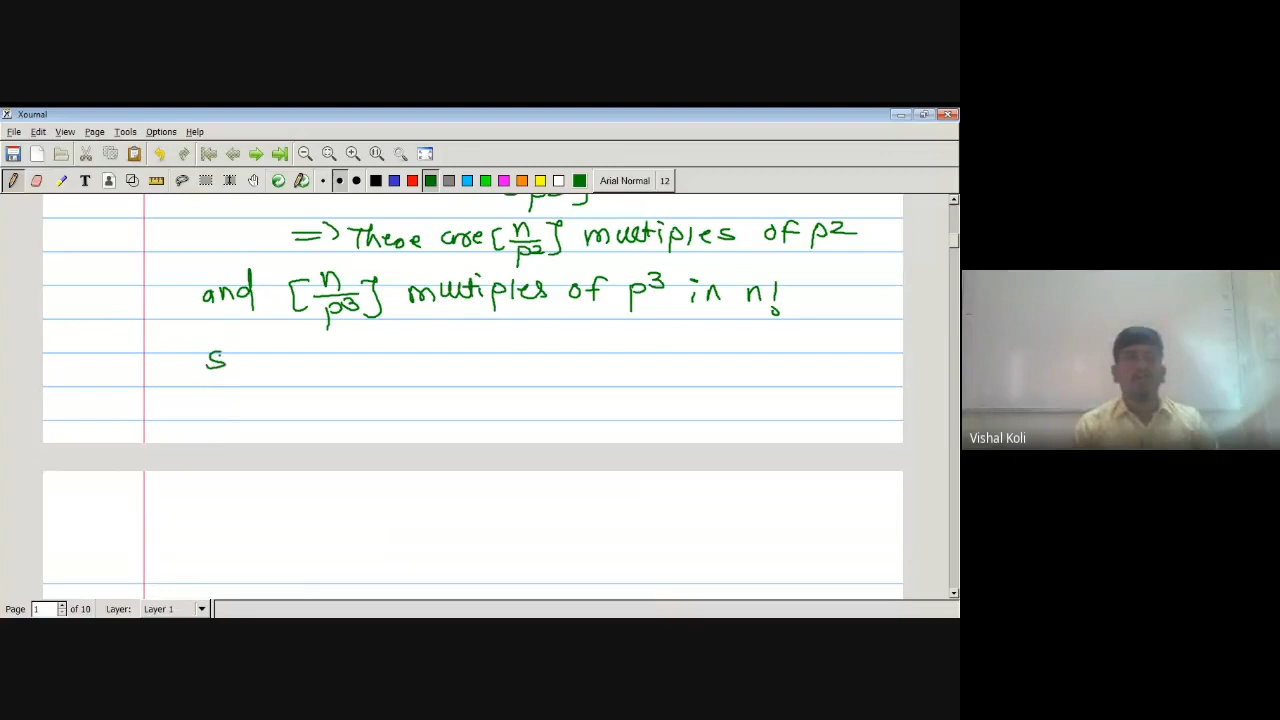 Xournal
File Edit View Page Tools Options Help
T Arial Normal 12
=> There are [n/p2] multiples of p2
and [n/p3] multiples of p3 in n!
S
Vishal Koli
Page 1 of 10 Layer: Layer 1